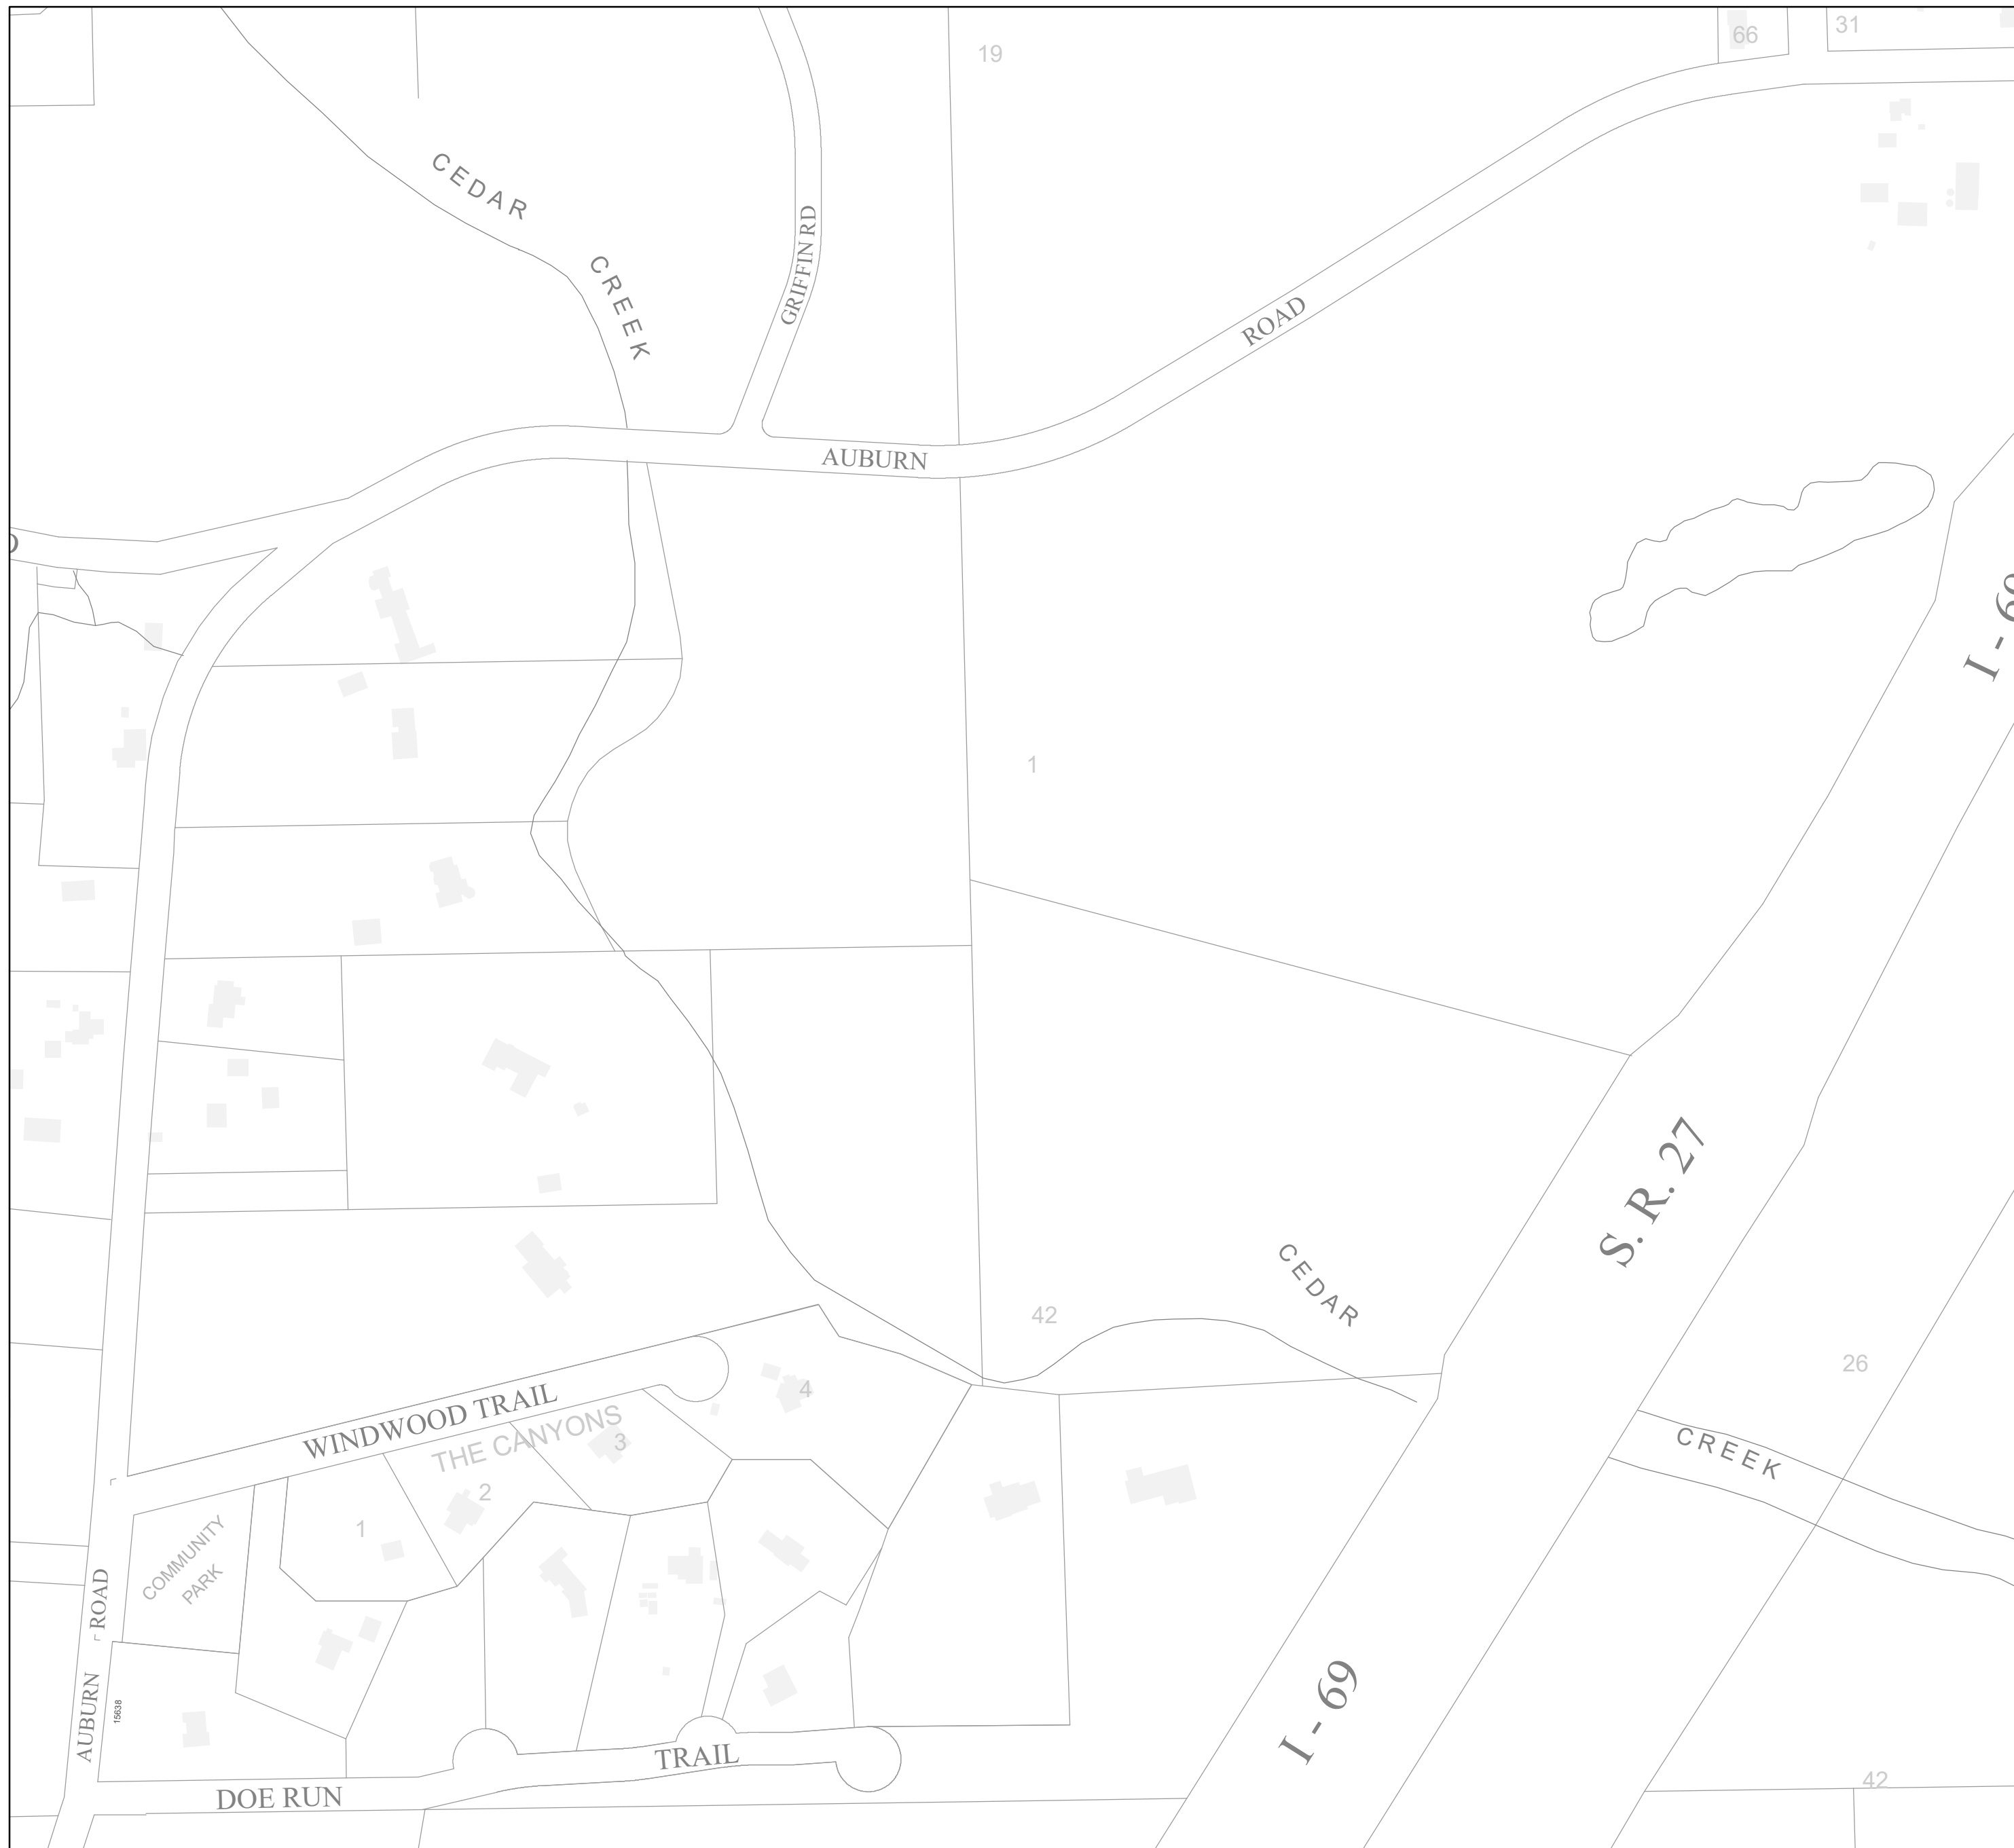 19
66
31
CEDAR
CREEK
GRIFFIN RD
ROAD
AUBURN
I - 69
1
S. R. 27
CEDAR
42
26
WINDWOOD TRAIL
THE CANYONS
4
3
2
1
CREEK
COMMUNITY
PARK
ROAD
AUBURN
15638
I - 69
TRAIL
DOE RUN
42